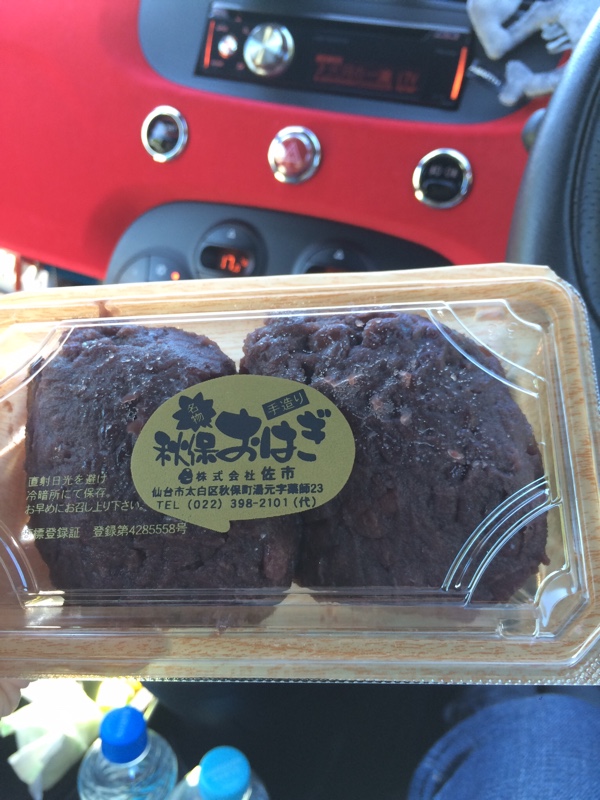 名物
手造り
秋保おはぎ
株式会社 佐市
仙台市太白区秋保町湯元字薬師23
TEL (022) 398-2101 (代)
直射日光を避け
冷暗所にて保存。
お早めにお召し上り下さい。
標登録証 登録第4285558号